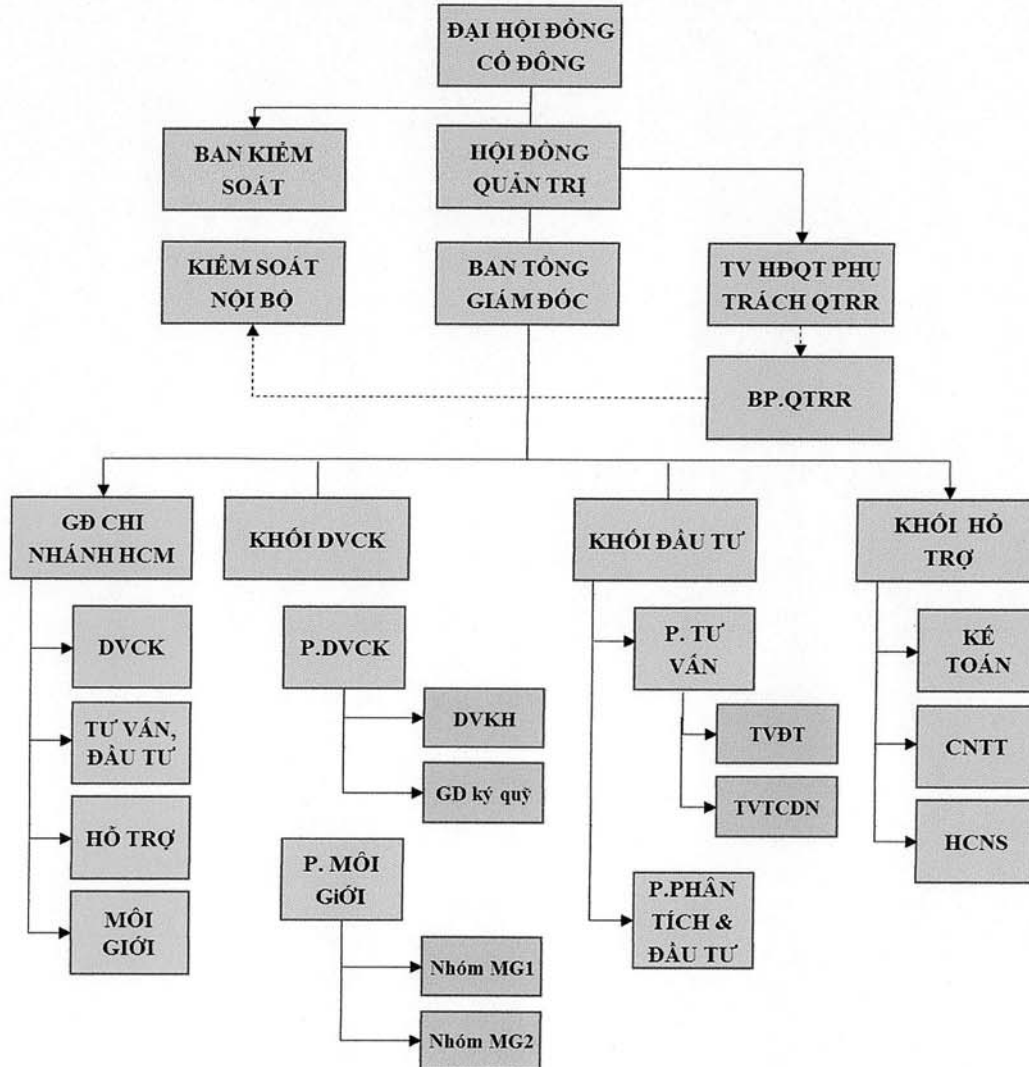 ĐẠI HỘI ĐỒNG
CỔ ĐÔNG
BAN KIỂM
SOÁT
HỘI ĐỒNG
QUẢN TRỊ
KIỂM SOÁT
NỘI BỘ
BAN TỔNG
GIÁM ĐỐC
TV HĐQT PHỤ
TRÁCH QTRR
BP.QTRR
GĐ CHI
NHÁNH HCM
DVCK
TƯ VẤN,
ĐẦU TƯ
HỖ TRỢ
MÔI
GIỚI
KHỐI DVCK
P.DVCK
DVKH
GD ký quỹ
P. MÔI
GiỚI
Nhóm MG1
Nhóm MG2
KHỐI ĐẦU TƯ
P. TƯ
VẤN
TVĐT
TVTCDN
P.PHÂN
TÍCH &
ĐẦU TƯ
KHỐI HỖ
TRỢ
KẾ
TOÁN
CNTT
HCNS